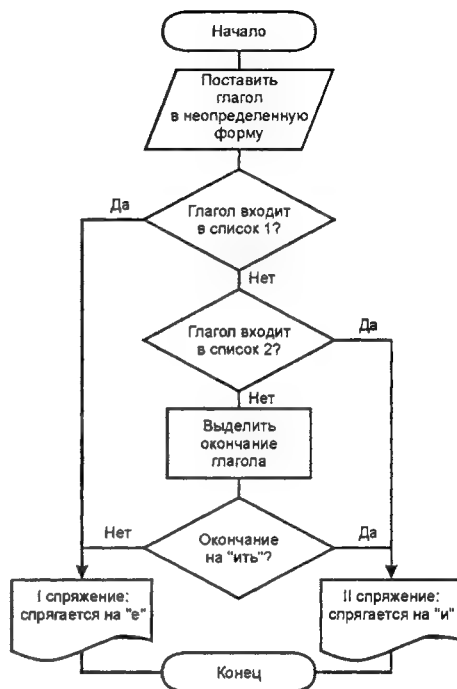 Начало
Поставить
глагол
в неопределенную
форму
Да
Глагол входит
в список 1?
Нет
Глагол входит
в список 2?
Да
Нет
Выделить
окончание
глагола
Нет
Окончание
на "ить"?
Да
I спряжение:
спрягается на "е"
II спряжение:
спрягается на "и"
Конец